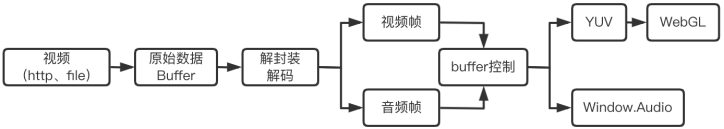 视频
（http、file）
原始数据
Buffer
解封装
解码
视频帧
音频帧
buffer控制
YUV
WebGL
Window.Audio